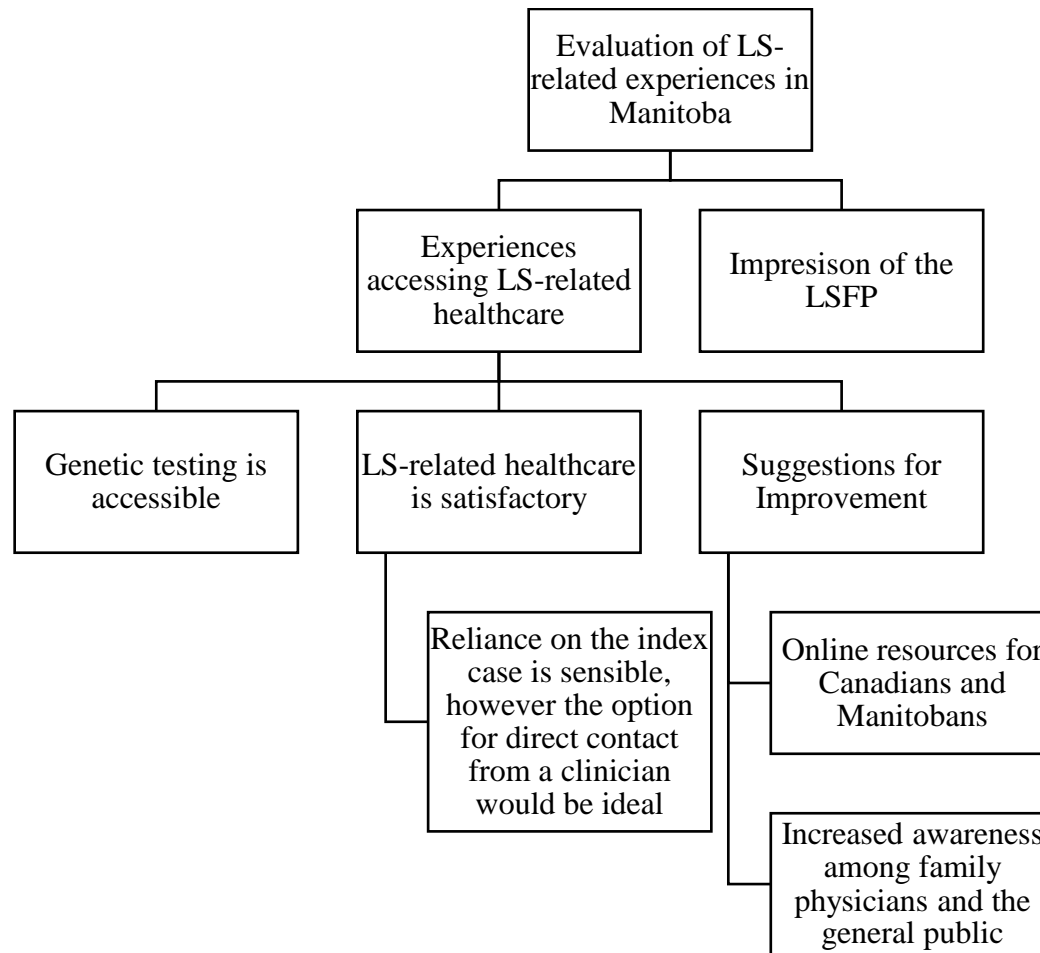 Evaluation of LS-
related experiences in
Manitoba
Experiences
accessing LS-related
healthcare
Impresison of the
LSFP
Genetic testing is
accessible
LS-related healthcare
is satisfactory
Suggestions for
Improvement
Reliance on the index
case is sensible,
however the option
for direct contact
from a clinician
would be ideal
Online resources for
Canadians and
Manitobans
Increased awareness
among family
physicians and the
general public